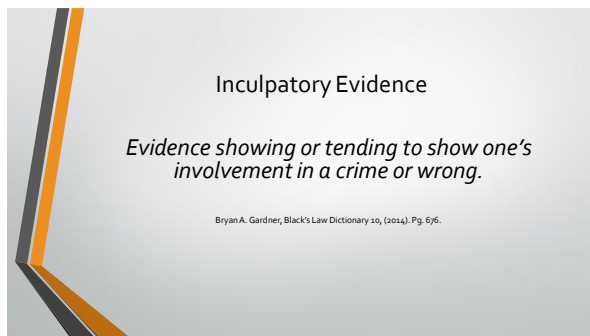 Inculpatory Evidence
Evidence showing or tending to show one’s
involvement in a crime or wrong.
Bryan A. Gardner, Black’s Law Dictionary 10, (2014). Pg. 676.